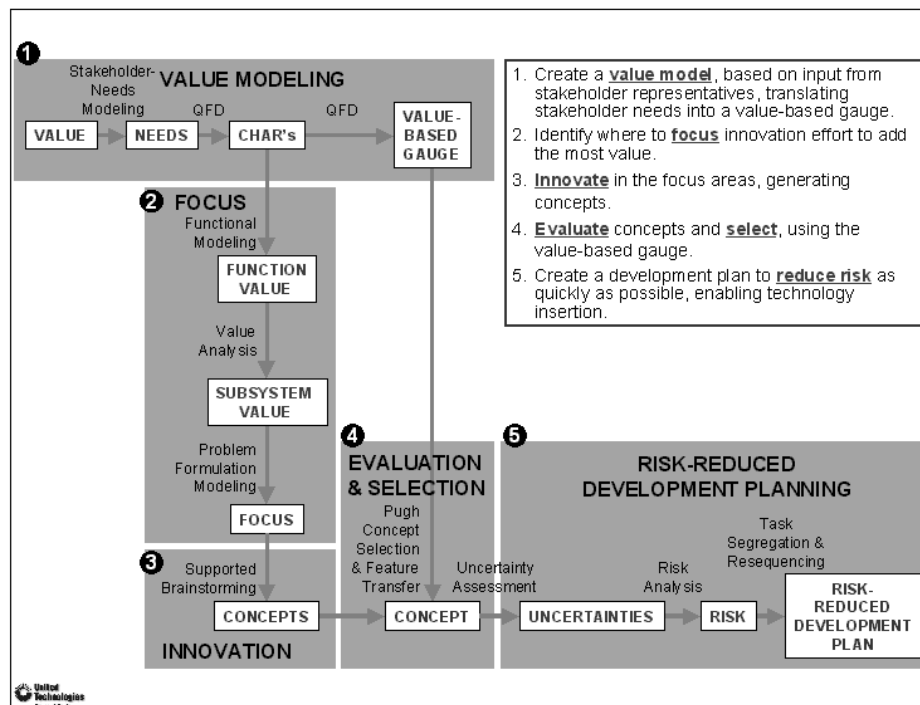 1
VALUE MODELING
Stakeholder-
Needs
Modeling
QFD
QFD
VALUE
NEEDS
CHAR's
VALUE-
BASED
GAUGE
1. Create a value model, based on input from
stakeholder representatives, translating
stakeholder needs into a value-based gauge.
2. Identify where to focus innovation effort to add
the most value.
3. Innovate in the focus areas, generating
concepts.
4. Evaluate concepts and select, using the
value-based gauge.
5. Create a development plan to reduce risk as
quickly as possible, enabling technology
insertion.
2
FOCUS
Functional
Modeling
FUNCTION
VALUE
Value
Analysis
SUBSYSTEM
VALUE
Problem
Formulation
Modeling
FOCUS
3
Supported
Brainstorming
CONCEPTS
INNOVATION
4
EVALUATION
& SELECTION
Pugh
Concept
Selection
& Feature
Transfer
CONCEPT
5
RISK-REDUCED
DEVELOPMENT PLANNING
Uncertainty
Assessment
UNCERTAINTIES
Risk
Analysis
RISK
Task
Segregation &
Resequencing
RISK-
REDUCED
DEVELOPMENT
PLAN
United
Technologies